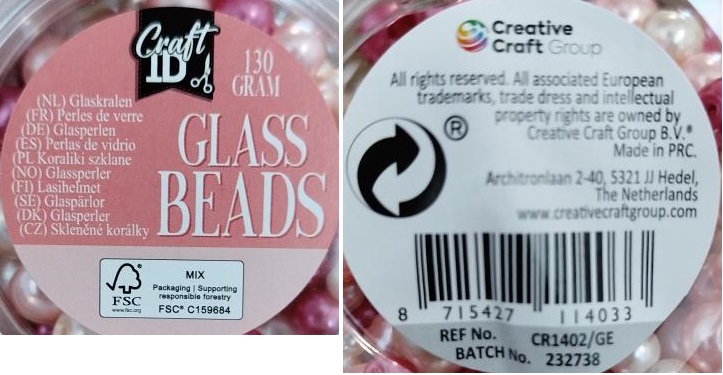 Craft
ID
130
GRAM
(NL) Glaskralen
(FR) Perles de verre
(DE) Glasperlen
(ES) Perlas de vidrio
(PL Koraliki szklane
(NO) Glassperler
(FI) Lasihelmet
(SE) Glaspärlor
(DK) Glasperler
(CZ) Skleněné korálky
GLASS
BEADS
FSC
www.fsc.org
MIX
Packaging | Supporting
responsible forestry
FSC® C159684
Creative
Craft Group
All rights reserved. All associated European
trademarks, trade dress and intellectual
property rights are owned by
Creative Craft Group B.V.®
Made in PRC.
®
Architronlaan 2-40, 5321 JJ Hedel,
The Netherlands
www.creativecraftgroup.com
8 715427 114033
REF No. CR1402/GE
BATCH No. 232738